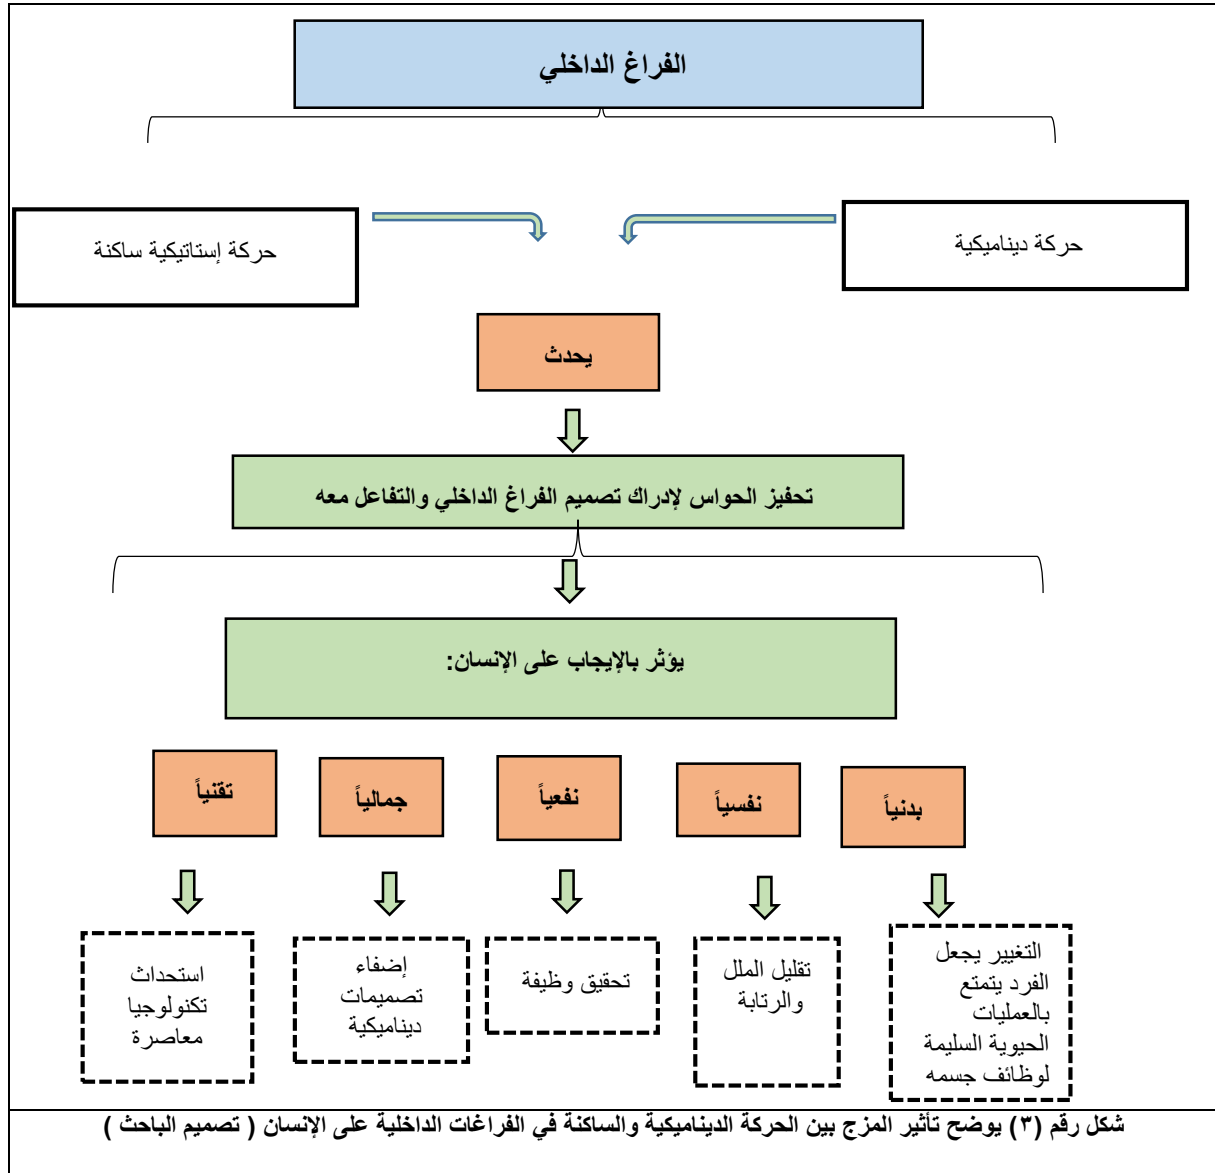 الفراغ الداخلي
حركة ديناميكية
حركة إستاتيكية ساكنة
يحدث
تحفيز الحواس لإدراك تصميم الفراغ الداخلي والتفاعل معه
يؤثر بالإيجاب على الإنسان:
بدنياً
نفسياً
نفعياً
جمالياً
تقنياً
التغيير يجعل
الفرد يتمتع
بالعمليات
الحيوية السليمة
لوظائف جسمه
تقليل الملل
والرتابة
تحقيق وظيفة
إضفاء
تصميمات
ديناميكية
استحداث
تكنولوجيا
معاصرة
شكل رقم (٣) يوضح تأثير المزج بين الحركة الديناميكية والساكنة في الفراغات الداخلية على الإنسان ( تصميم الباحث )